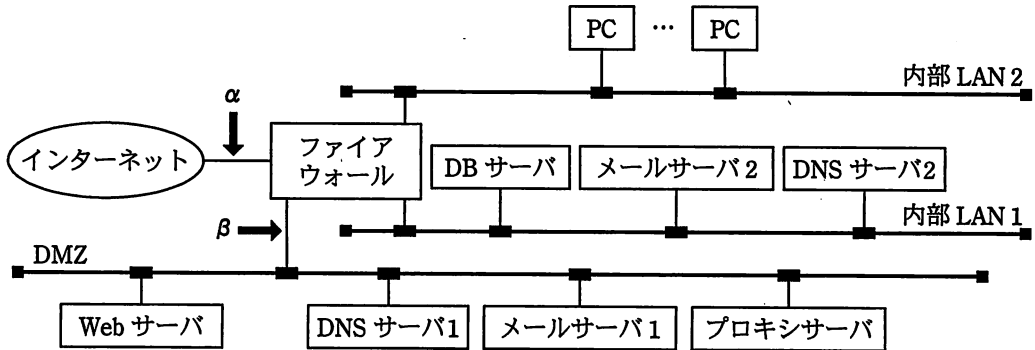 PC … PC
内部 LAN 2
α
インターネット
ファイア
ウォール
DB サーバ
メールサーバ 2
DNS サーバ2
β
内部 LAN 1
DMZ
Web サーバ
DNS サーバ1
メールサーバ 1
プロキシサーバ